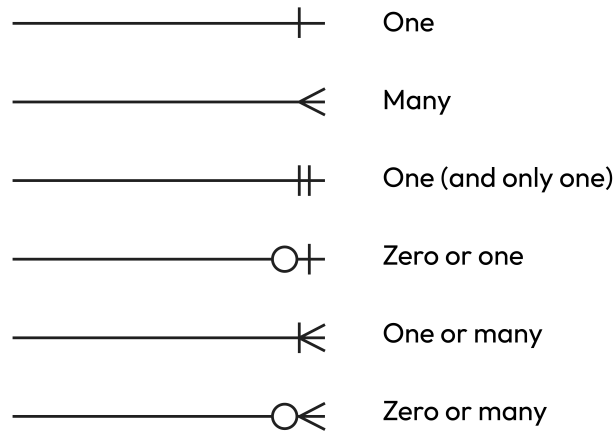 One
Many
One (and only one)
Zero or one
One or many
Zero or many